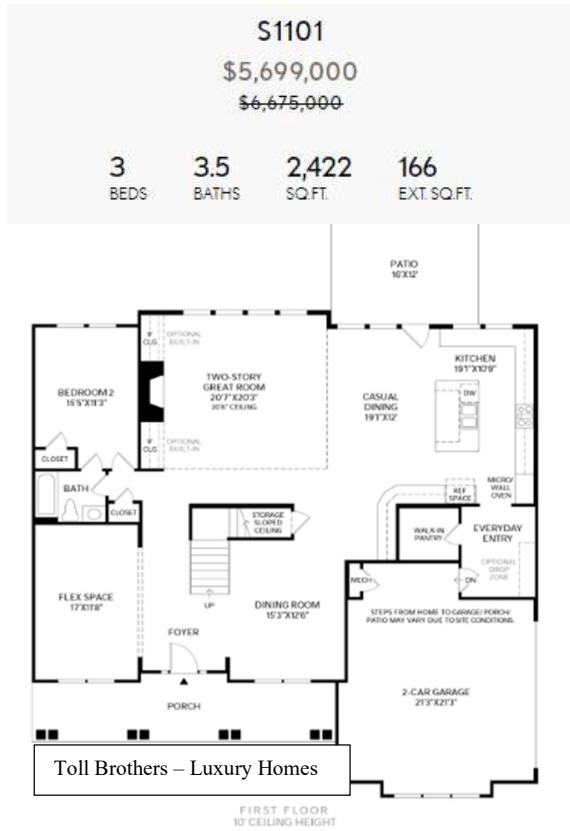 S1101
$5,699,000
$6,675,000
3
BEDS
3.5
BATHS
2,422
SQ.FT.
166
EXT. SQ.FT.
PATIO
16'X12'
OPTIONAL
BUILT-IN
9'
CLG
TWO-STORY
GREAT ROOM
20'7"X20'3"
20'6" CEILING
KITCHEN
19'1"X10'9"
DW
BEDROOM 2
15'5"X11'3"
CASUAL
DINING
19'1"X12'
9'
CLG
OPTIONAL
BUILT-IN
CLOSET
BATH
CLOSET
MICRO/
WALL
OVEN
REF
SPACE
STORAGE
SLOPED
CEILING
WALK-IN
PANTRY
EVERYDAY
ENTRY
OPTIONAL
DROP
ZONE
MECH
DN
FLEX SPACE
17'X11'8"
UP
DINING ROOM
15'3"X12'6"
STEPS FROM HOME TO GARAGE/ PORCH/
PATIO MAY VARY DUE TO SITE CONDITIONS.
FOYER
PORCH
2-CAR GARAGE
21'3"X21'3"
Toll Brothers – Luxury Homes
FIRST FLOOR
10' CEILING HEIGHT